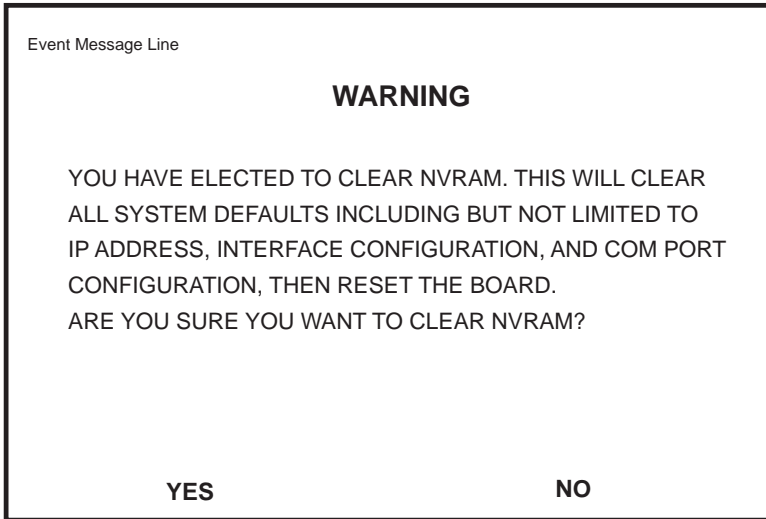 Event Message Line
WARNING
YOU HAVE ELECTED TO CLEAR NVRAM. THIS WILL CLEAR
ALL SYSTEM DEFAULTS INCLUDING BUT NOT LIMITED TO
IP ADDRESS, INTERFACE CONFIGURATION, AND COM PORT
CONFIGURATION, THEN RESET THE BOARD.
ARE YOU SURE YOU WANT TO CLEAR NVRAM?
YES NO